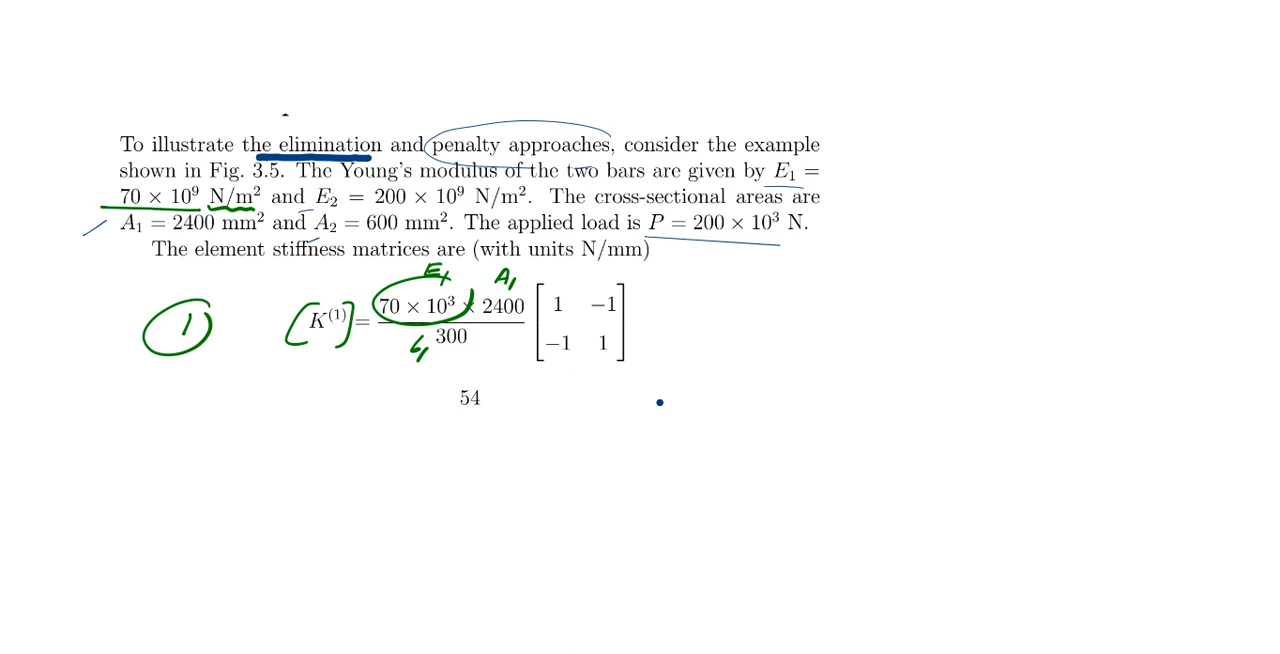 To illustrate the elimination and penalty approaches, consider the example
shown in Fig. 3.5. The Young's modulus of the two bars are given by E₁ =
70 × 10⁹ N/m² and E₂ = 200 × 10⁹ N/m². The cross-sectional areas are
A₁ = 2400 mm² and A₂ = 600 mm². The applied load is P = 200 × 10³ N.
The element stiffness matrices are (with units N/mm)
E₁ A₁
1) [K⁽¹⁾] = 70 × 10³ × 2400 [1 −1
300 −1 1]
L₁
54